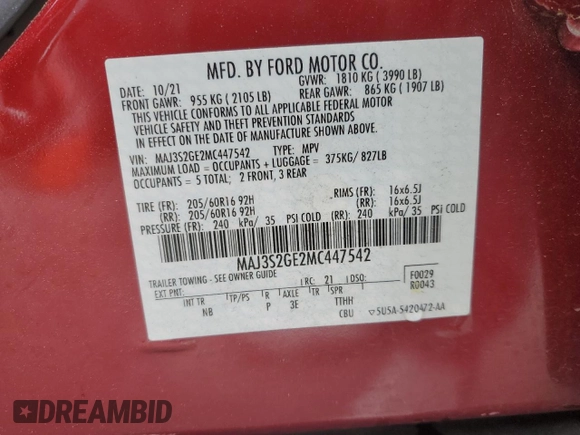 MFD. BY FORD MOTOR CO.
DATE: 10/21 GVWR: 1810 KG ( 3990 LB)
FRONT GAWR: 955 KG ( 2105 LB) REAR GAWR: 865 KG ( 1907 LB)
THIS VEHICLE CONFORMS TO ALL APPLICABLE FEDERAL MOTOR
VEHICLE SAFETY AND THEFT PREVENTION STANDARDS
IN EFFECT ON THE DATE OF MANUFACTURE SHOWN ABOVE.
VIN: MAJ3S2GE2MC447542 TYPE: MPV
MAXIMUM LOAD = OCCUPANTS + LUGGAGE = 375KG/ 827LB
OCCUPANTS = 5 TOTAL; 2 FRONT, 3 REAR
TIRE (FR): 205/60R16 92H RIMS (FR): 16x6.5J
(RR): 205/60R16 92H (RR): 16x6.5J
PRESSURE (FR): 240 kPa/ 35 PSI COLD (RR): 240 kPa/ 35 PSI COLD
MAJ3S2GE2MC447542
TRAILER TOWING - SEE OWNER GUIDE
EXT PNT: RC: 21 DSO: F0029
R0043
INT TR TP/PS R AXLE TR SPR
NB P 3E TTHH
CBU 5U5A-5420472-AA
DREAMBID